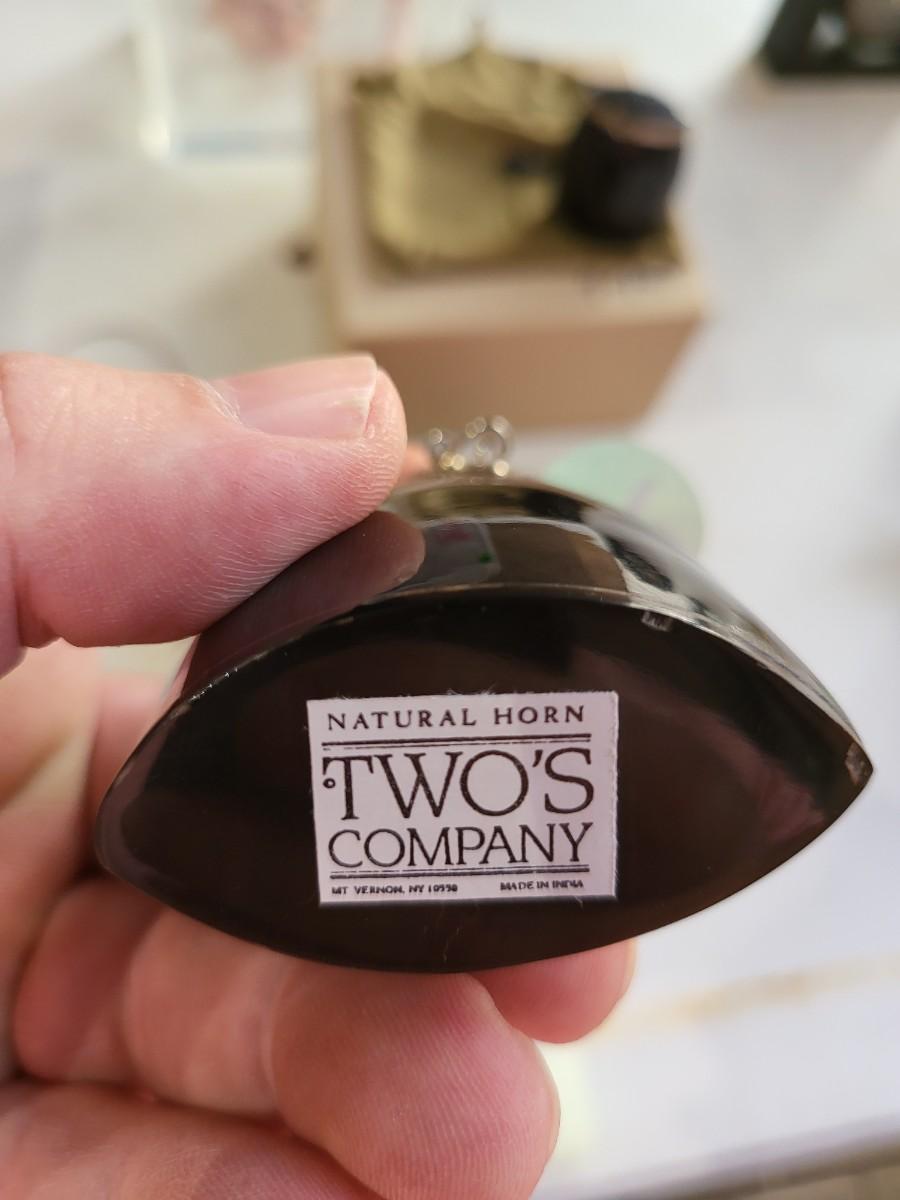 NATURAL HORN
TWO'S
COMPANY
MT VERNON, NY 10550 MADE IN INDIA